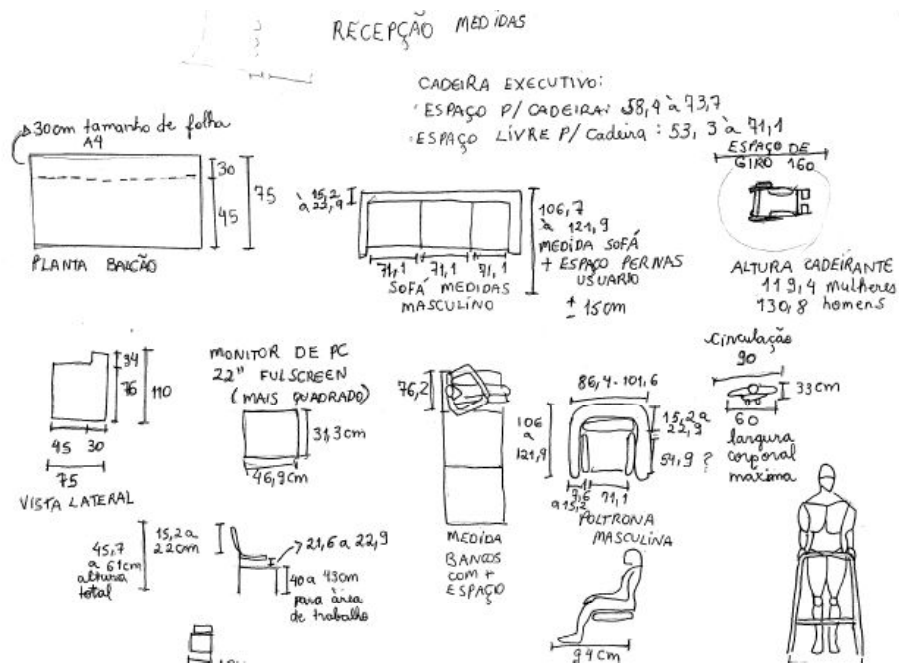 RECEPÇÃO MEDIDAS
CADEIRA EXECUTIVO:
ESPAÇO P/ CADEIRA: 58,4 à 73,7
ESPAÇO LIVRE P/ Cadeira: 53,3 à 71,1
30cm tamanho de folha
A4
30
45
75
PLANTA BALCÃO
15,2
à 22,9
71,1 71,1 71,1
SOFÁ MEDIDAS
MASCULINO
106,7
à 121,9
MEDIDA SOFÁ
+ ESPAÇO PERNAS
USUARIO
± 15cm
ESPAÇO DE
GIRO 160
ALTURA CADEIRANTE
119,4 mulheres
130,8 homens
34
76
110
45 30
75
VISTA LATERAL
MONITOR DE PC
22" FULSCREEN
(MAIS QUADRADO)
31,3cm
46,9cm
76,2
MEDIDA
BANCOS
COM +
ESPAÇO
86,4-101,6
106
a
121,9
15,2a
22,9
54,9 ?
9,6
a 15,2
71,1
POLTRONA
MASCULINA
Circulação
90
33cm
60
largura
corporal
máxima
45,7
a 61cm
altura
total
15,2a
22cm
21,6 a 22,9
40 a 43cm
para área
de trabalho
94cm